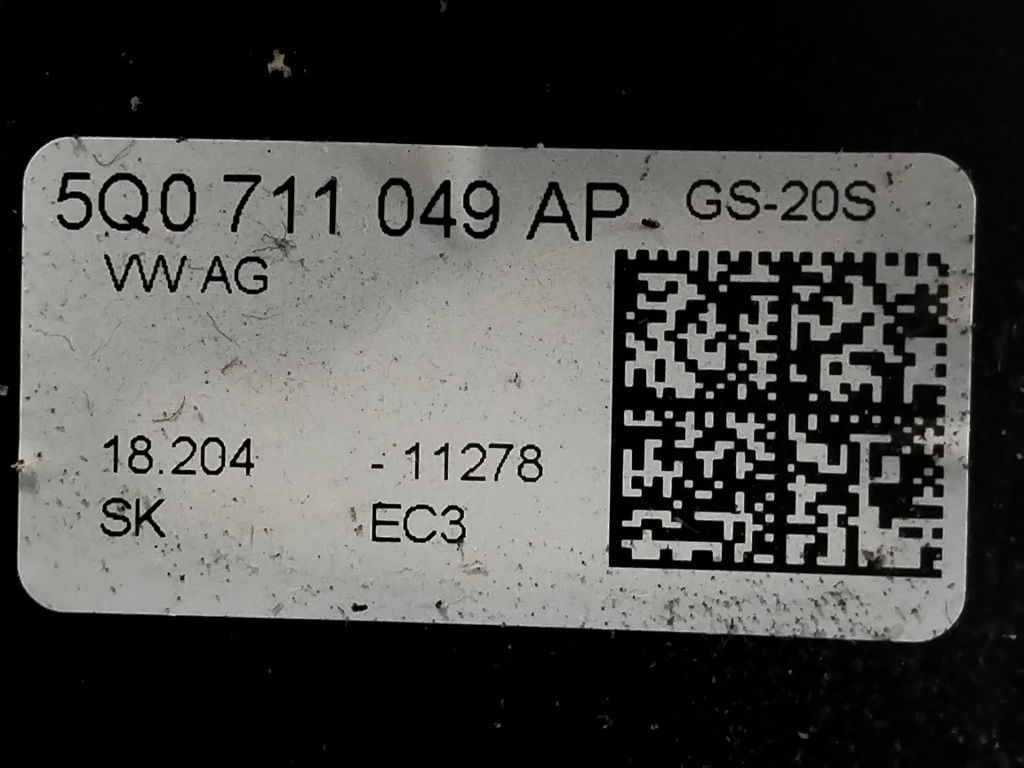 5Q0 711 049 AP GS-20S
VW AG
18.204 - 11278
SK EC3